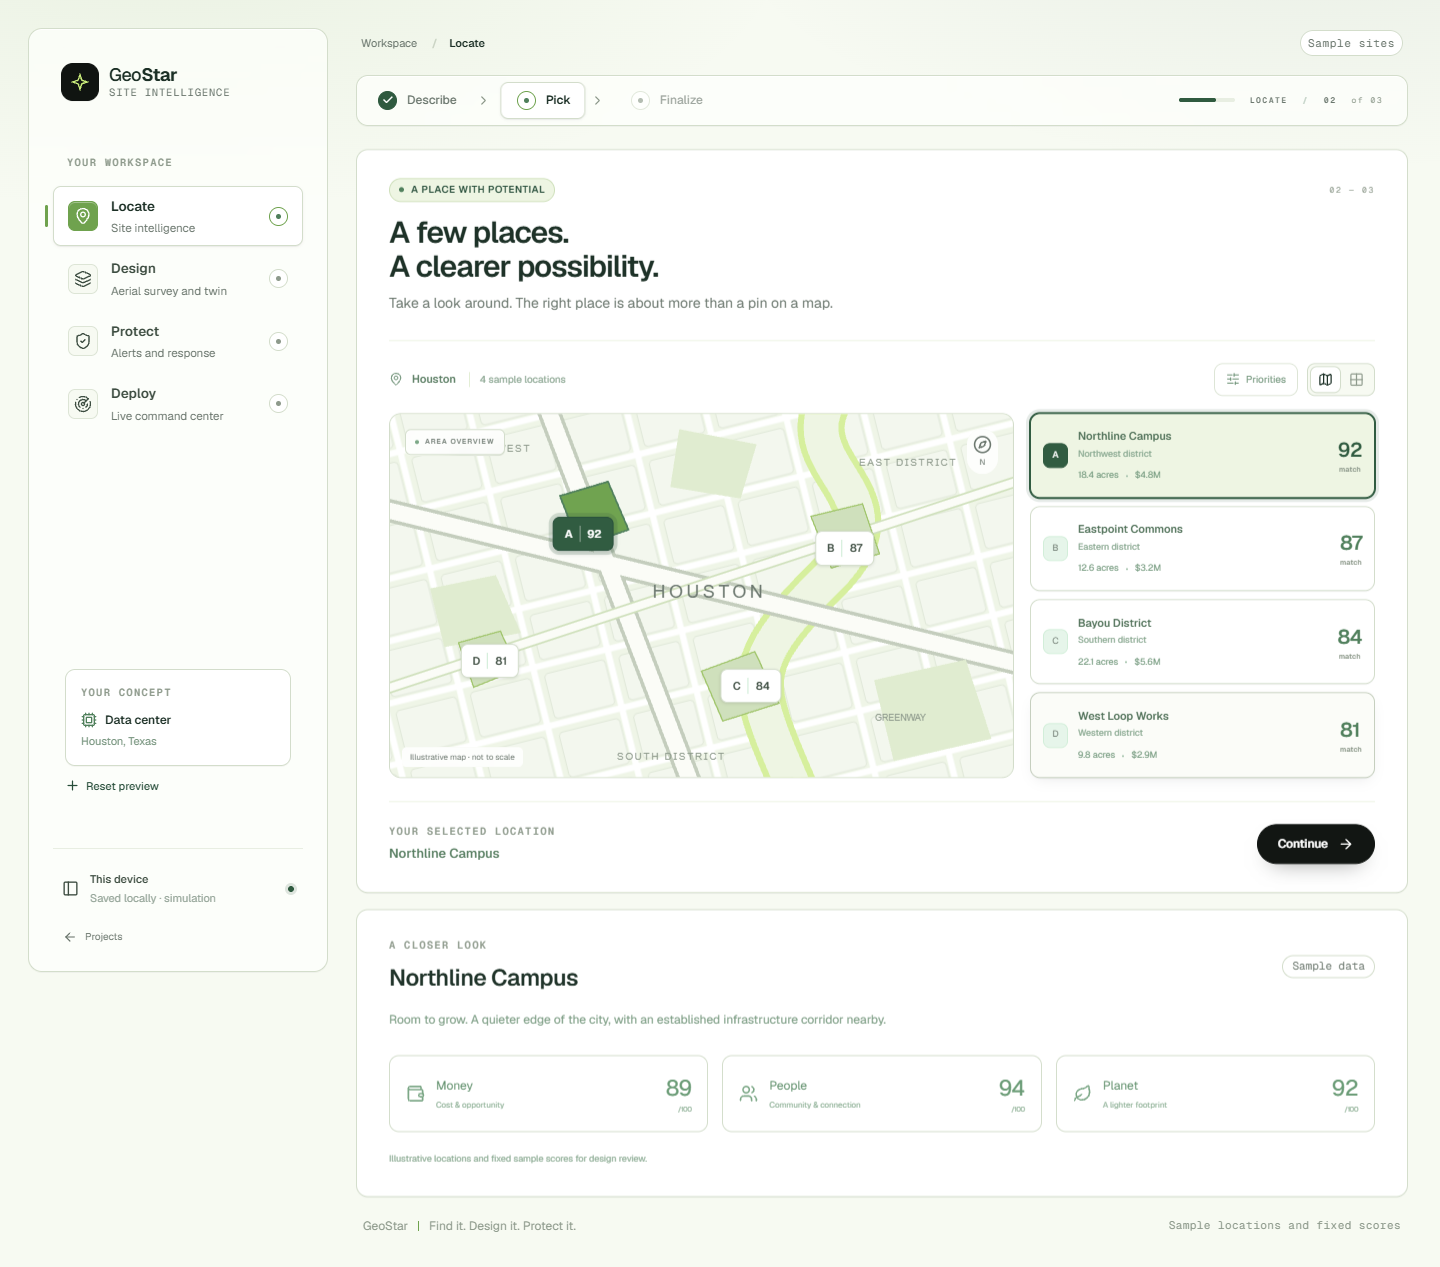 GeoStar
SITE INTELLIGENCE
YOUR WORKSPACE
Locate
Site intelligence
Design
Aerial survey and twin
Protect
Alerts and response
Deploy
Live command center
YOUR CONCEPT
Data center
Houston, Texas
Reset preview
This device
Saved locally · simulation
Projects
Workspace / Locate
Sample sites
Describe
Pick
Finalize
LOCATE / 02 of 03
A PLACE WITH POTENTIAL
02 — 03
A few places.
A clearer possibility.
Take a look around. The right place is about more than a pin on a map.
Houston
4 sample locations
Priorities
AREA OVERVIEW
EST
EAST DISTRICT
N
A 92
B 87
HOUSTON
D 81
C 84
GREENWAY
SOUTH DISTRICT
Illustrative map · not to scale
A
Northline Campus
Northwest district
18.4 acres · $4.8M
92
match
B
Eastpoint Commons
Eastern district
12.6 acres · $3.2M
87
match
C
Bayou District
Southern district
22.1 acres · $5.6M
84
match
D
West Loop Works
Western district
9.8 acres · $2.9M
81
match
YOUR SELECTED LOCATION
Northline Campus
Continue
A CLOSER LOOK
Northline Campus
Sample data
Room to grow. A quieter edge of the city, with an established infrastructure corridor nearby.
Money
Cost & opportunity
89
/100
People
Community & connection
94
/100
Planet
A lighter footprint
92
/100
Illustrative locations and fixed sample scores for design review.
GeoStar | Find it. Design it. Protect it.
Sample locations and fixed scores